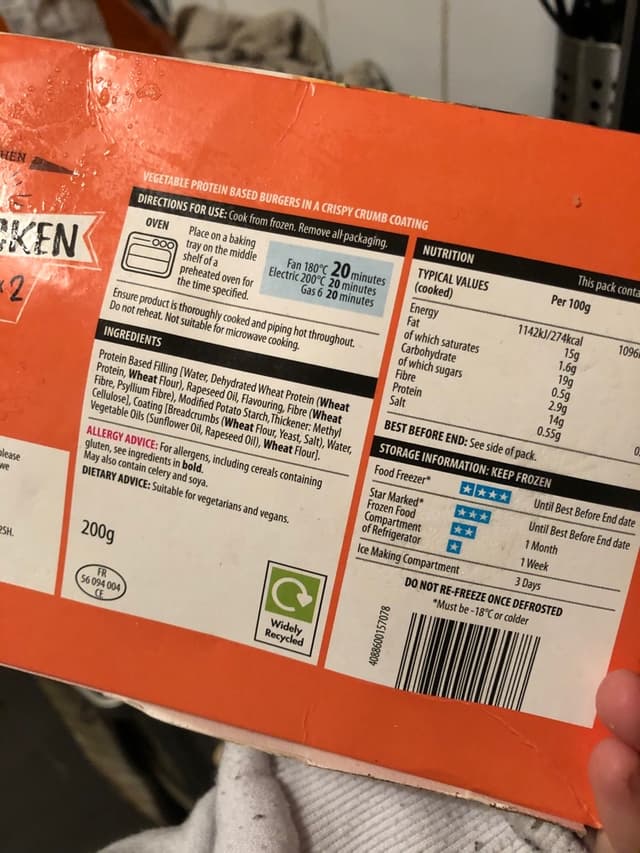 HEN
KEN
x2
VEGETABLE PROTEIN BASED BURGERS IN A CRISPY CRUMB COATING
DIRECTIONS FOR USE: Cook from frozen. Remove all packaging.
OVEN
Place on a baking
tray on the middle
shelf of a
preheated oven for
the time specified.
Fan 180°C 20 minutes
Electric 200°C 20 minutes
Gas 6 20 minutes
Ensure product is thoroughly cooked and piping hot throughout.
Do not reheat. Not suitable for microwave cooking.
INGREDIENTS
Protein Based Filling [Water, Dehydrated Wheat Protein (Wheat
Protein, Wheat Flour), Rapeseed Oil, Flavouring, Fibre (Wheat
Fibre, Psyllium Fibre), Modified Potato Starch, Thickener: Methyl
Cellulose], Coating [Breadcrumbs (Wheat Flour, Yeast, Salt), Water,
Vegetable Oils (Sunflower Oil, Rapeseed Oil), Wheat Flour].
ALLERGY ADVICE: For allergens, including cereals containing
gluten, see ingredients in bold.
May also contain celery and soya.
DIETARY ADVICE: Suitable for vegetarians and vegans.
200g
FR
56 094 004
CE
Widely
Recycled
NUTRITION
This pack conta
TYPICAL VALUES
(cooked)
Per 100g
Energy 1142kJ/274kcal 1096
Fat 15g
of which saturates 1.6g
Carbohydrate 19g
of which sugars 0.5g
Fibre 2.9g
Protein 14g
Salt 0.55g 0.
BEST BEFORE END: See side of pack.
STORAGE INFORMATION: KEEP FROZEN
Food Freezer* Until Best Before End date
Star Marked* Until Best Before End date
Frozen Food
Compartment 1 Month
of Refrigerator 1 Week
Ice Making Compartment 3 Days
DO NOT RE-FREEZE ONCE DEFROSTED
*Must be -18°C or colder
4088600157078
please
we
2SH.